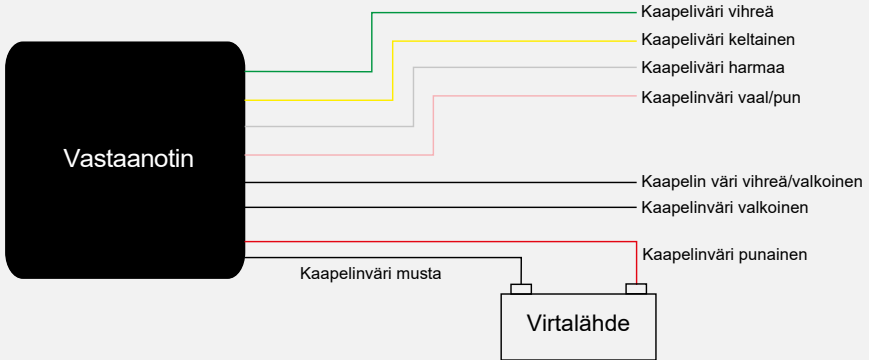 Kaapeliväri vihreä
Kaapeliväri keltainen
Kaapeliväri harmaa
Kaapelinväri vaal/pun
Vastaanotin
Kaapelin väri vihreä/valkoinen
Kaapelinväri valkoinen
Kaapelinväri punainen
Kaapelinväri musta
Virtalähde